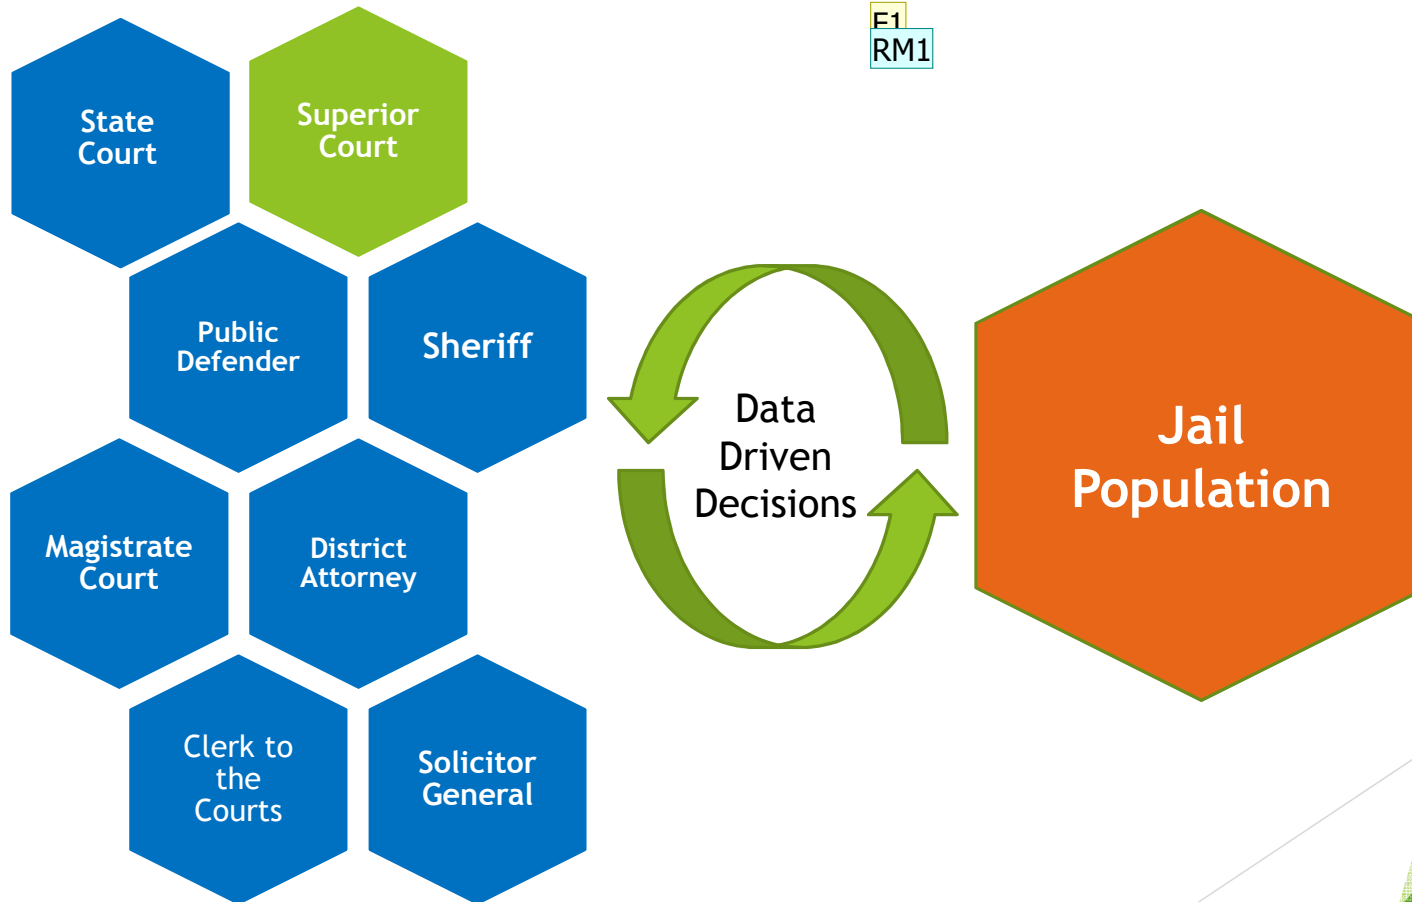 F1
RM1
State
Court
Superior
Court
Public
Defender
Sheriff
Magistrate
Court
District
Attorney
Clerk to
the
Courts
Solicitor
General
Data
Driven
Decisions
Jail
Population